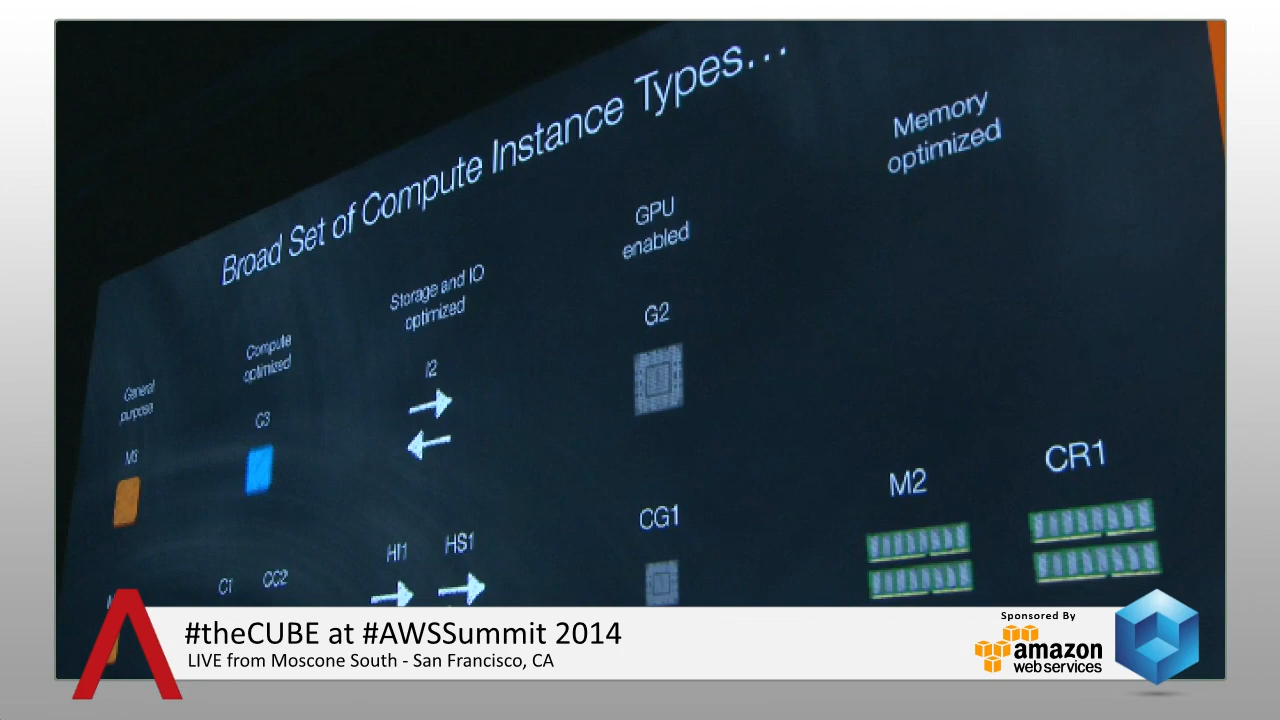 Broad Set of Compute Instance Types...
Memory
optimized
GPU
enabled
Storage and IO
optimized
Compute
optimized
General
purpose
G2
I2
C3
M3
CR1
M2
CG1
HI1
HS1
C1
CC2
#theCUBE at #AWSSummit 2014
LIVE from Moscone South - San Francisco, CA
Sponsored By
amazon
web services